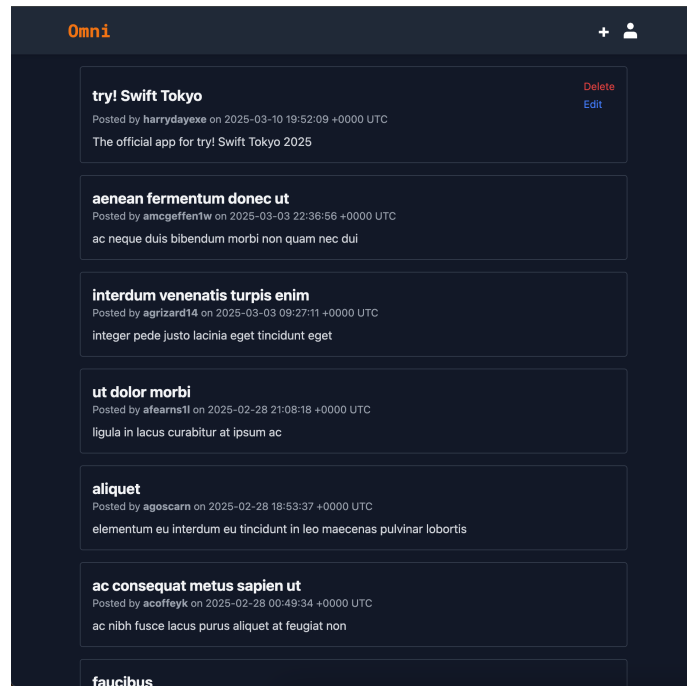 Omni
try! Swift Tokyo
Delete
Edit
Posted by harrydayexe on 2025-03-10 19:52:09 +0000 UTC
The official app for try! Swift Tokyo 2025
aenean fermentum donec ut
Posted by amcgeffen1w on 2025-03-03 22:36:56 +0000 UTC
ac neque duis bibendum morbi non quam nec dui
interdum venenatis turpis enim
Posted by agrizard14 on 2025-03-03 09:27:11 +0000 UTC
integer pede justo lacinia eget tincidunt eget
ut dolor morbi
Posted by afearns1l on 2025-02-28 21:08:18 +0000 UTC
ligula in lacus curabitur at ipsum ac
aliquet
Posted by agoscarn on 2025-02-28 18:53:37 +0000 UTC
elementum eu interdum eu tincidunt in leo maecenas pulvinar lobortis
ac consequat metus sapien ut
Posted by acoffeyk on 2025-02-28 00:49:34 +0000 UTC
ac nibh fusce lacus purus aliquet at feugiat non
faucibus